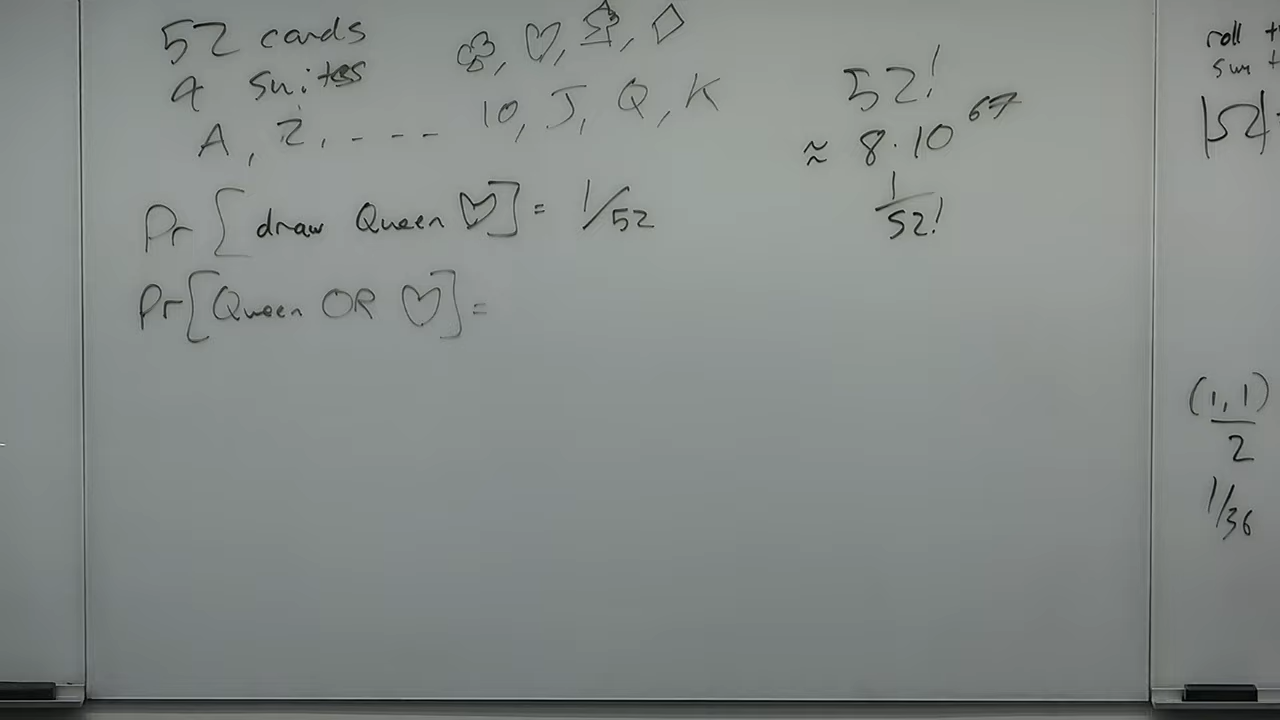 52 cards
4 suites
♧, ♡, ♤, ♢
A, 2, - - - - 10, J, Q, K
Pr [draw Queen ♡] = 1/52
Pr[Queen OR ♡] =
52!
≈ 8·10^67
1/52!
roll
sum
|52|
(1,1)
2
1/36